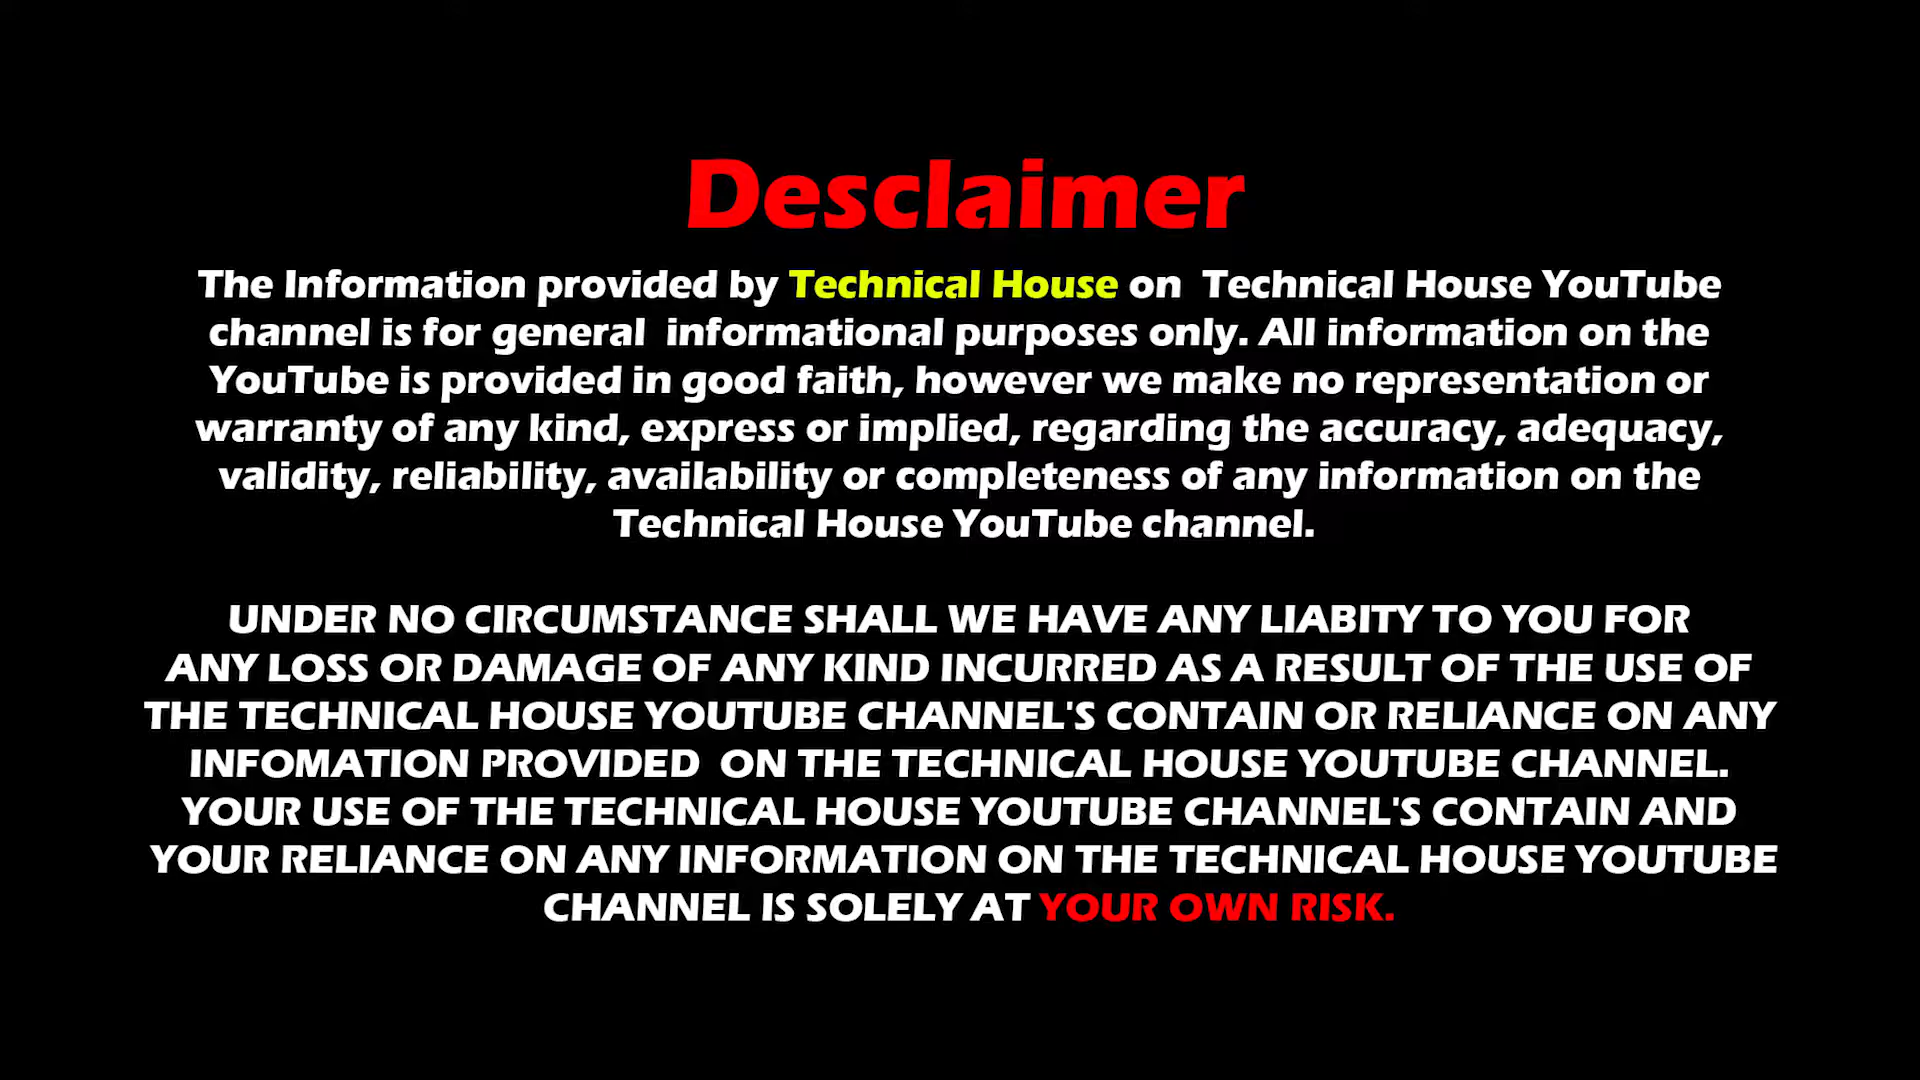 Desclaimer
The Information provided by Technical House on  Technical House YouTube
channel is for general  informational purposes only. All information on the
YouTube is provided in good faith, however we make no representation or
warranty of any kind, express or implied, regarding the accuracy, adequacy,
validity, reliability, availability or completeness of any information on the
Technical House YouTube channel.
UNDER NO CIRCUMSTANCE SHALL WE HAVE ANY LIABITY TO YOU FOR
ANY LOSS OR DAMAGE OF ANY KIND INCURRED AS A RESULT OF THE USE OF
THE TECHNICAL HOUSE YOUTUBE CHANNEL'S CONTAIN OR RELIANCE ON ANY
INFOMATION PROVIDED  ON THE TECHNICAL HOUSE YOUTUBE CHANNEL.
YOUR USE OF THE TECHNICAL HOUSE YOUTUBE CHANNEL'S CONTAIN AND
YOUR RELIANCE ON ANY INFORMATION ON THE TECHNICAL HOUSE YOUTUBE
CHANNEL IS SOLELY AT YOUR OWN RISK.